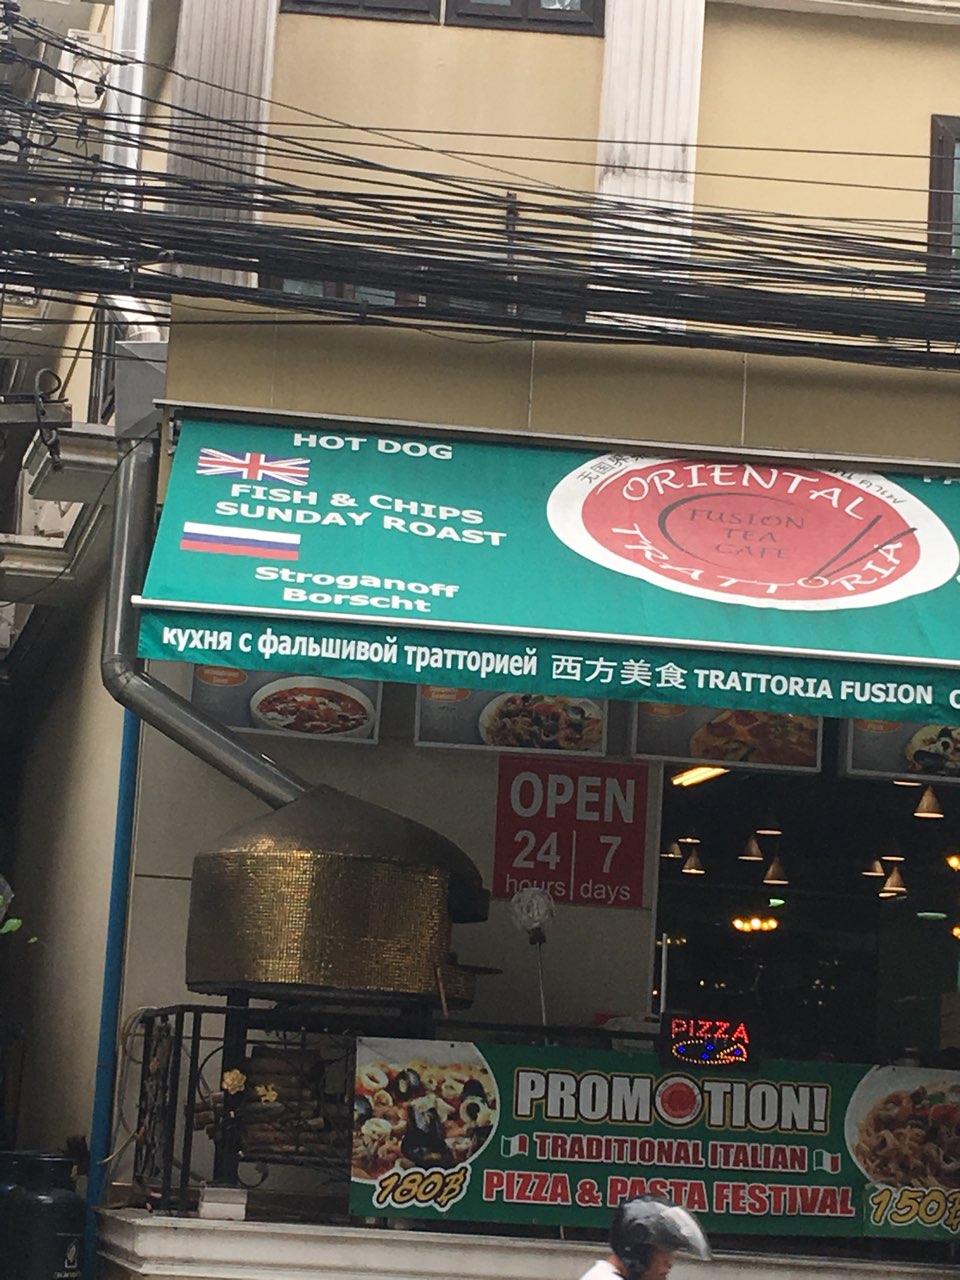 HOT DOG
FISH & CHIPS
SUNDAY ROAST
Stroganoff
Borscht
ORIENTAL
FUSION
TEA
CAFE
TRATTORIA
кухня с фальшивой тратторией 西方美食 TRATTORIA FUSION
OPEN
24 7
hours days
PIZZA
PROMOTION!
TRADITIONAL ITALIAN
PIZZA & PASTA FESTIVAL
180฿
150฿